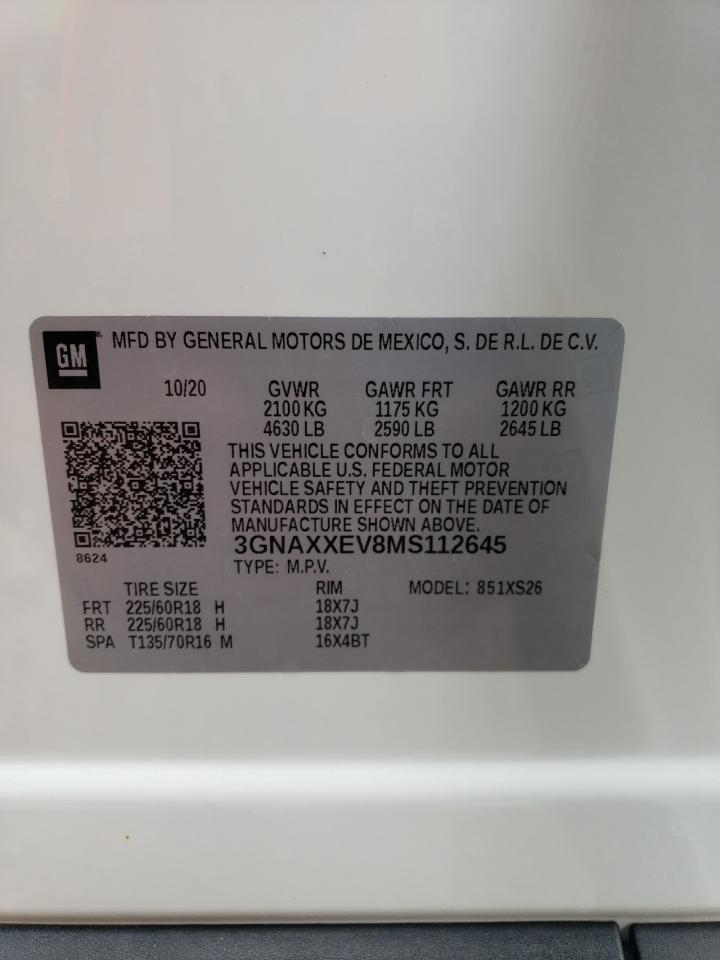 GM
MFD BY GENERAL MOTORS DE MEXICO, S. DE R.L. DE C.V.
10/20 GVWR GAWR FRT GAWR RR
2100 KG 1175 KG 1200 KG
4630 LB 2590 LB 2645 LB
THIS VEHICLE CONFORMS TO ALL
APPLICABLE U.S. FEDERAL MOTOR
VEHICLE SAFETY AND THEFT PREVENTION
STANDARDS IN EFFECT ON THE DATE OF
MANUFACTURE SHOWN ABOVE.
8624
3GNAXXEV8MS112645
TYPE: M.P.V.
TIRE SIZE RIM MODEL: 851XS26
FRT 225/60R18 H 18X7J
RR 225/60R18 H 18X7J
SPA T135/70R16 M 16X4BT